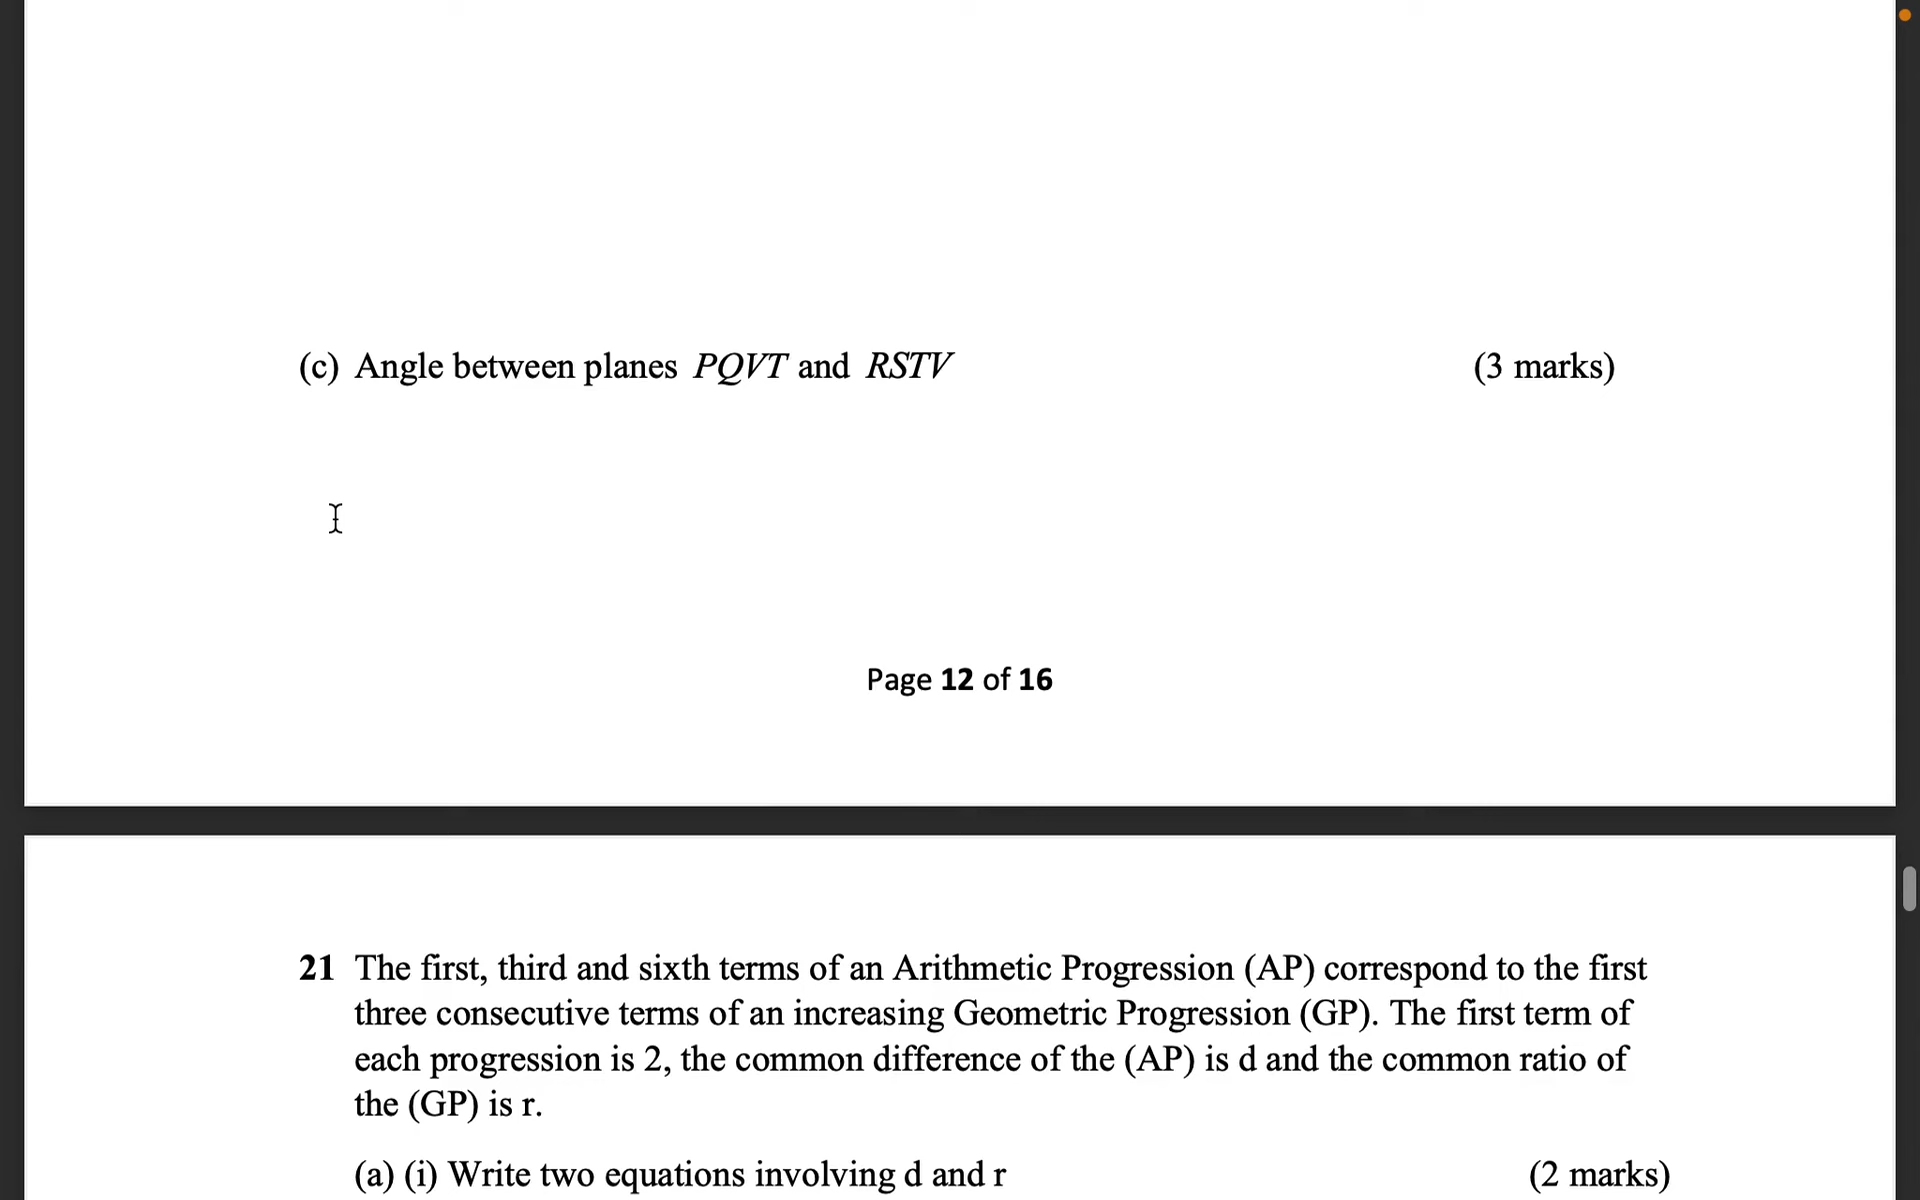 (c) Angle between planes PQVT and RSTV (3 marks)
Page 12 of 16
21 The first, third and sixth terms of an Arithmetic Progression (AP) correspond to the first
three consecutive terms of an increasing Geometric Progression (GP). The first term of
each progression is 2, the common difference of the (AP) is d and the common ratio of
the (GP) is r.
(a) (i) Write two equations involving d and r (2 marks)